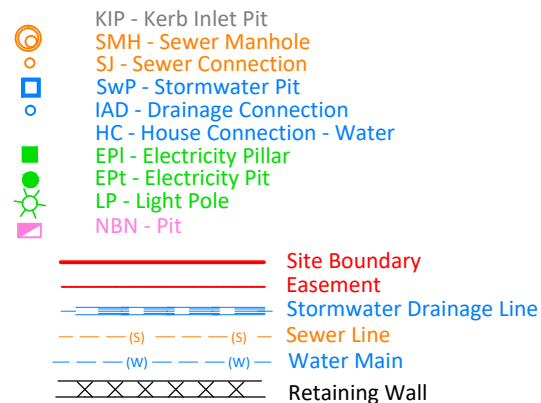 KIP - Kerb Inlet Pit
SMH - Sewer Manhole
SJ - Sewer Connection
SwP - Stormwater Pit
IAD - Drainage Connection
HC - House Connection - Water
EPl - Electricity Pillar
EPt - Electricity Pit
LP - Light Pole
NBN - Pit
Site Boundary
Easement
Stormwater Drainage Line
(S) (S) Sewer Line
(W) (W) Water Main
Retaining Wall